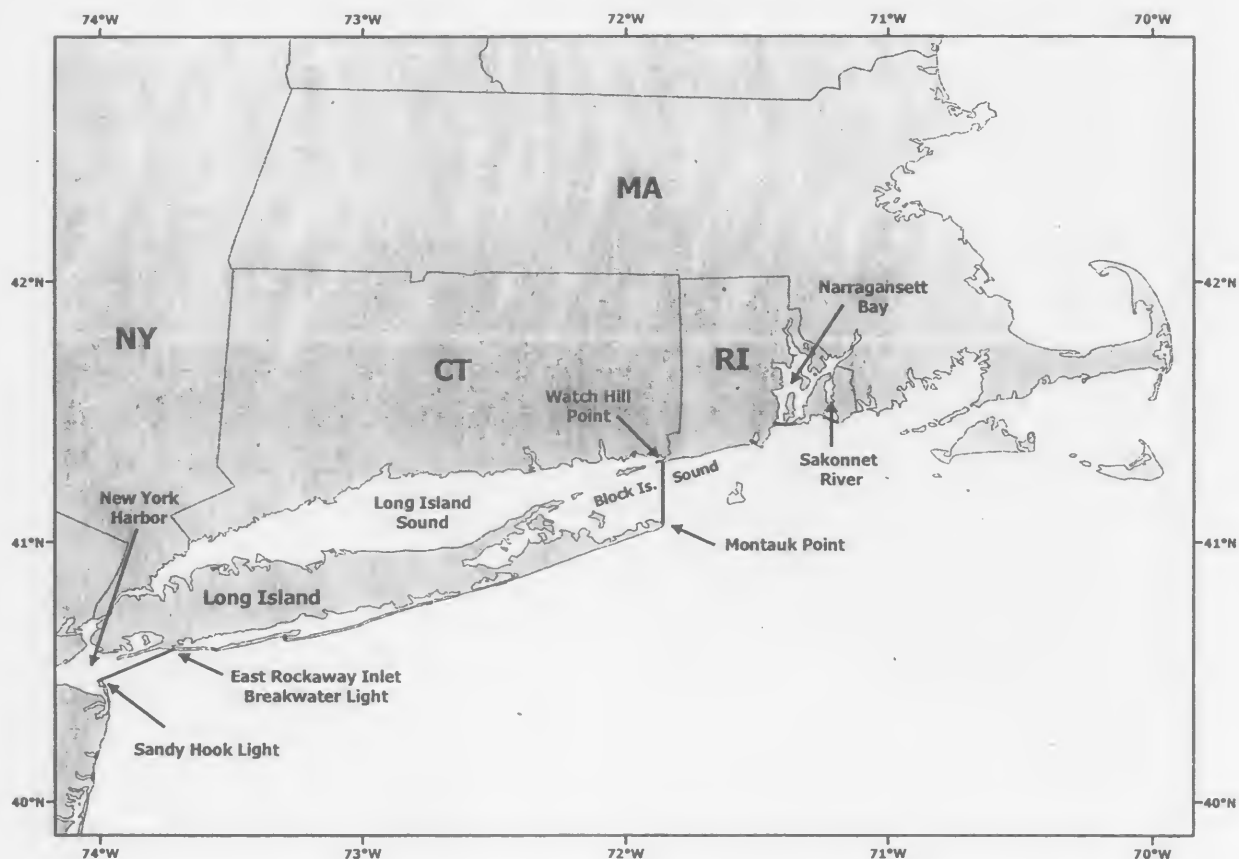 74°W 73°W 72°W 71°W 70°W
MA
42°N 42°N
Narragansett
Bay
NY
CT
RI
Watch Hill
Point
Sakonnet
River
New York
Harbor
Long Island
Sound
Block Is. Sound
41°N 41°N
Montauk Point
Long Island
East Rockaway Inlet
Breakwater Light
Sandy Hook Light
40°N 40°N
74°W 73°W 72°W 71°W 70°W